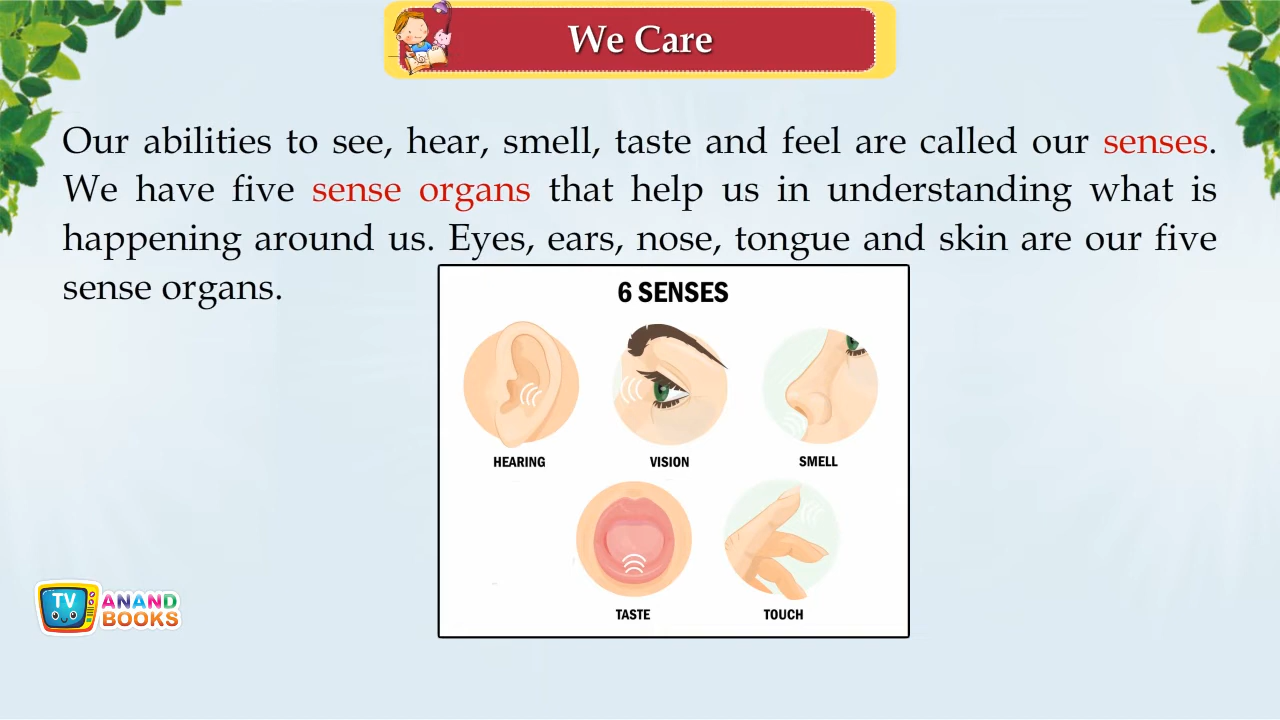 We Care
Our abilities to see, hear, smell, taste and feel are called our senses.
We have five sense organs that help us in understanding what is
happening around us. Eyes, ears, nose, tongue and skin are our five
sense organs.
6 SENSES
HEARING VISION SMELL
TASTE TOUCH
TV ANAND
BOOKS